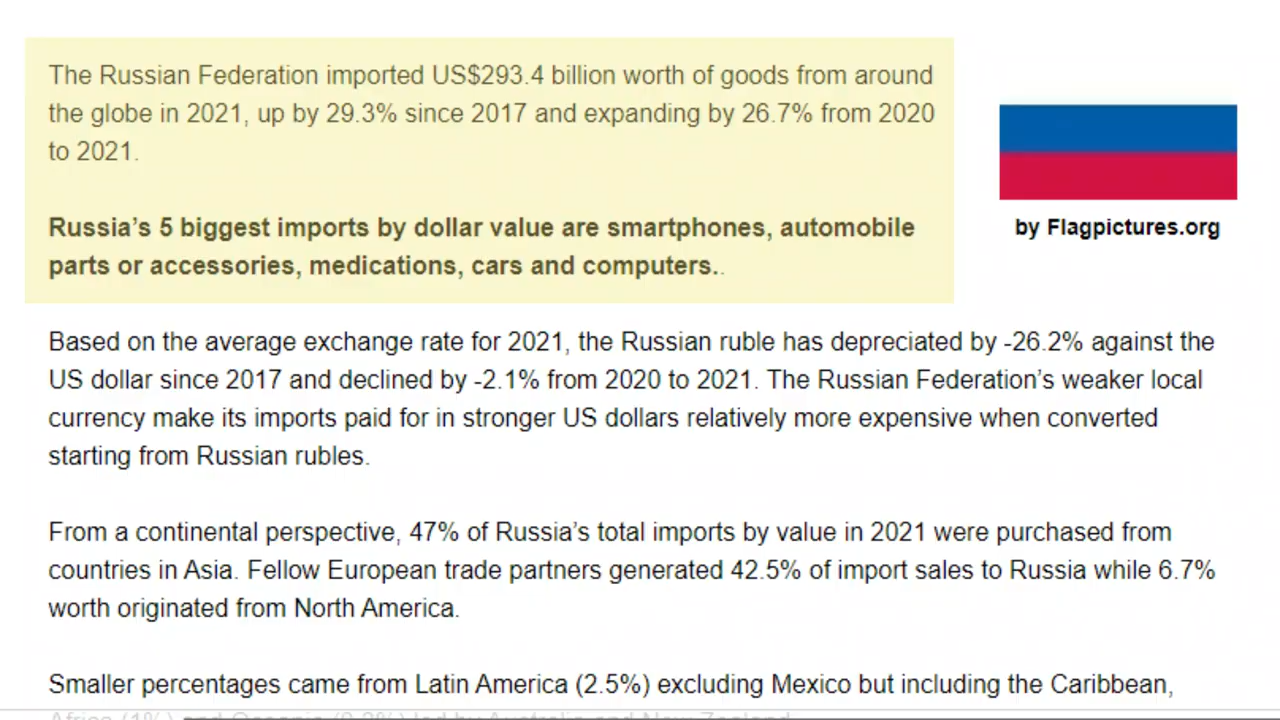 The Russian Federation imported US$293.4 billion worth of goods from around
the globe in 2021, up by 29.3% since 2017 and expanding by 26.7% from 2020
to 2021.
Russia’s 5 biggest imports by dollar value are smartphones, automobile
parts or accessories, medications, cars and computers..
by Flagpictures.org
Based on the average exchange rate for 2021, the Russian ruble has depreciated by -26.2% against the
US dollar since 2017 and declined by -2.1% from 2020 to 2021. The Russian Federation’s weaker local
currency make its imports paid for in stronger US dollars relatively more expensive when converted
starting from Russian rubles.
From a continental perspective, 47% of Russia’s total imports by value in 2021 were purchased from
countries in Asia. Fellow European trade partners generated 42.5% of import sales to Russia while 6.7%
worth originated from North America.
Smaller percentages came from Latin America (2.5%) excluding Mexico but including the Caribbean,